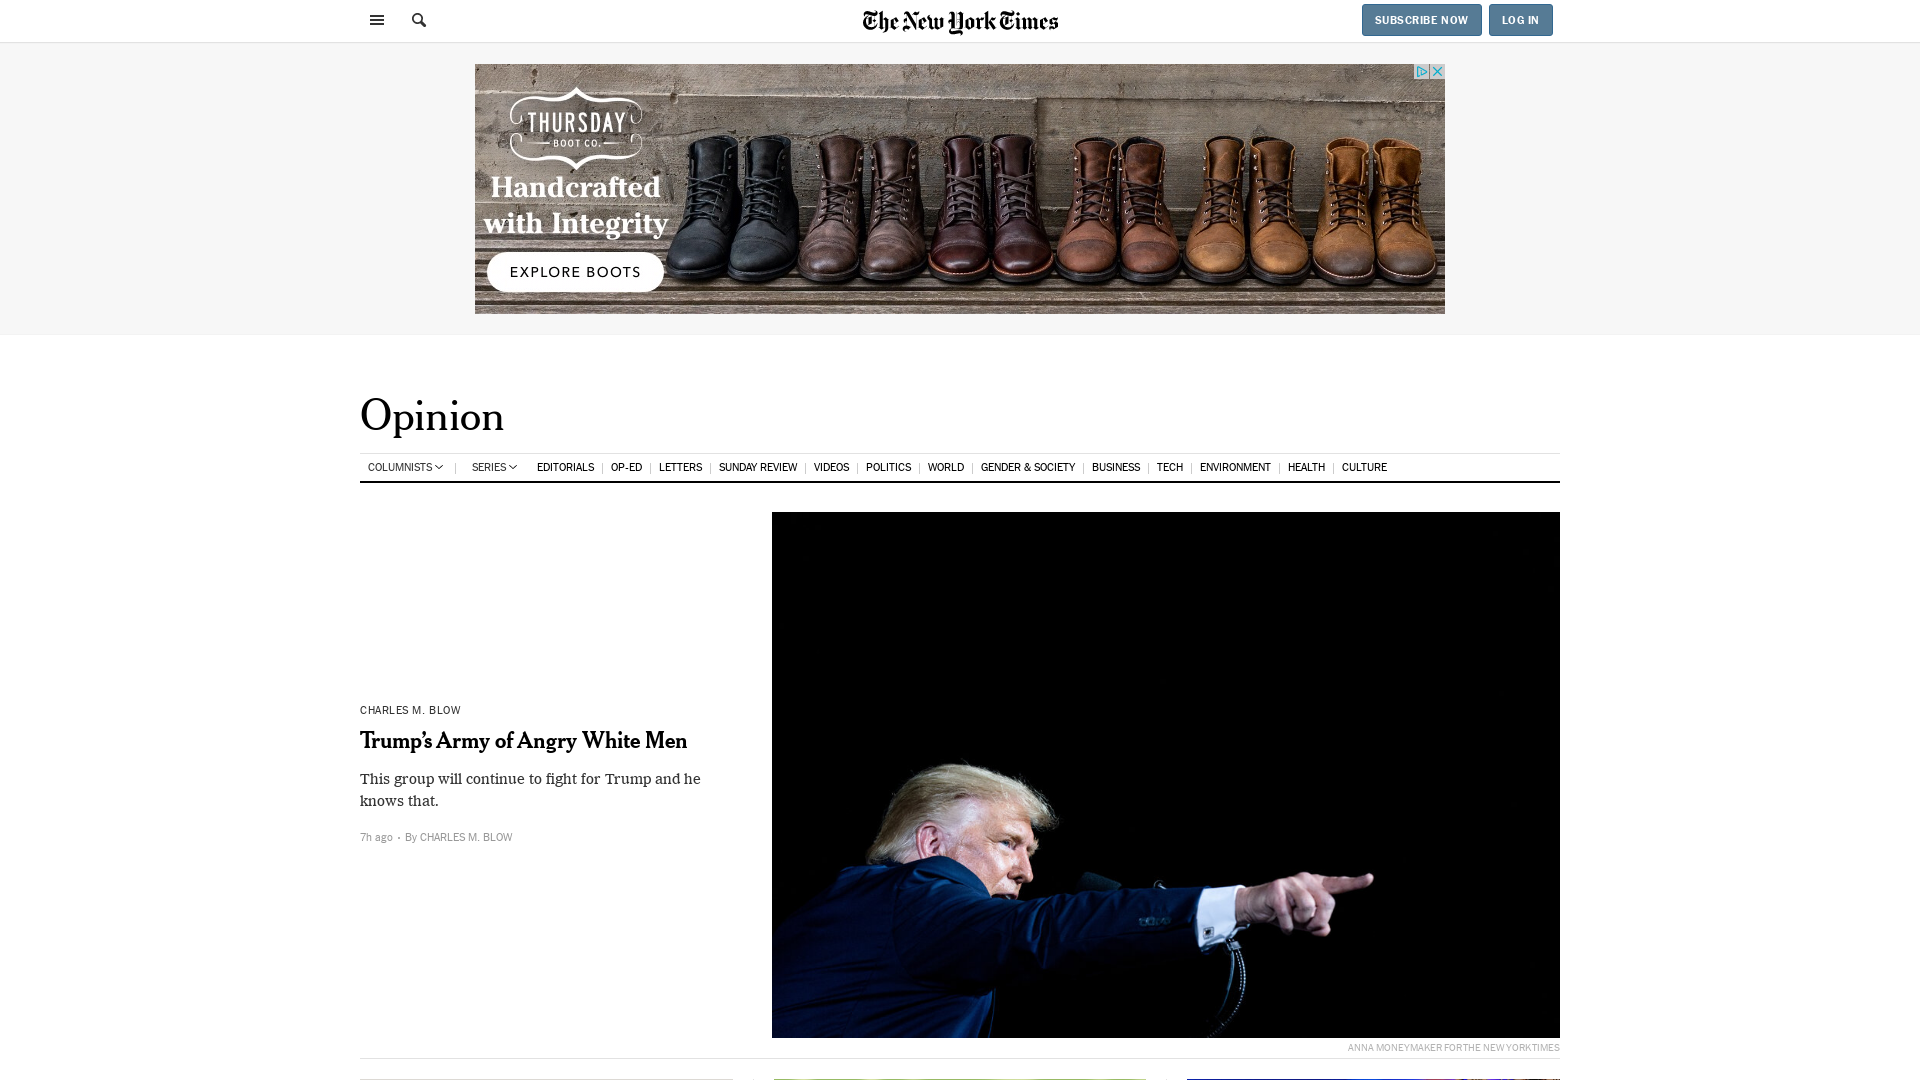 The New York Times
SUBSCRIBE NOW
LOG IN
THURSDAY
BOOT CO.
Handcrafted
with Integrity
EXPLORE BOOTS
Opinion
COLUMNISTS SERIES EDITORIALS OP-ED LETTERS SUNDAY REVIEW VIDEOS POLITICS WORLD GENDER & SOCIETY BUSINESS TECH ENVIRONMENT HEALTH CULTURE
CHARLES M. BLOW
Trump’s Army of Angry White Men
This group will continue to fight for Trump and he
knows that.
7h ago • By CHARLES M. BLOW
ANNA MONEYMAKER FOR THE NEW YORK TIMES